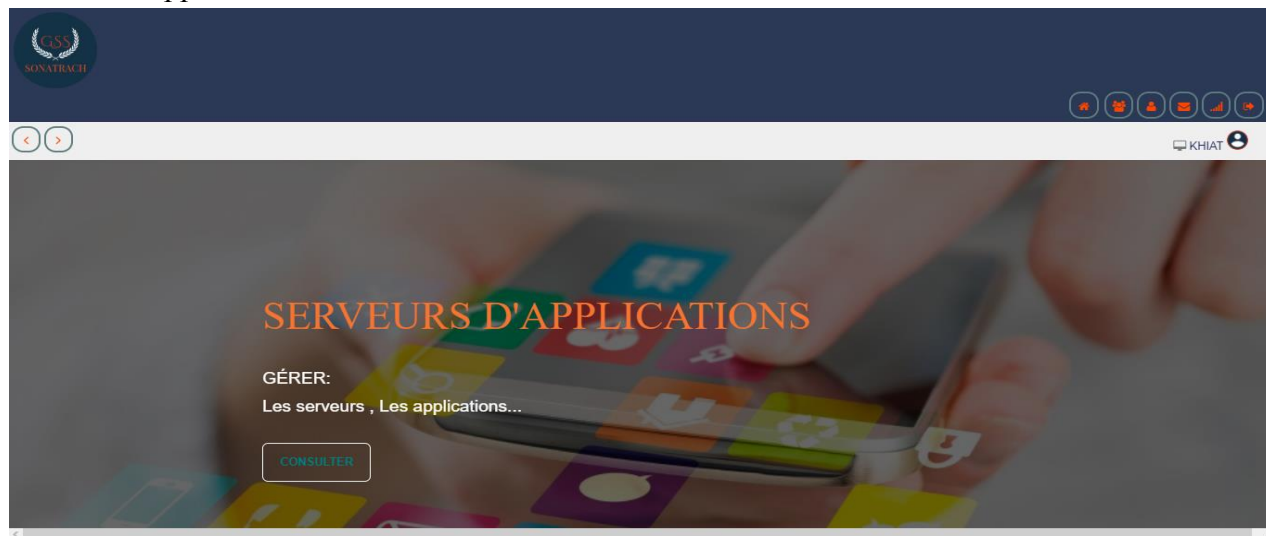 GSS
SONATRACH
KHIAT
SERVEURS D'APPLICATIONS
GÉRER:
Les serveurs , Les applications...
CONSULTER